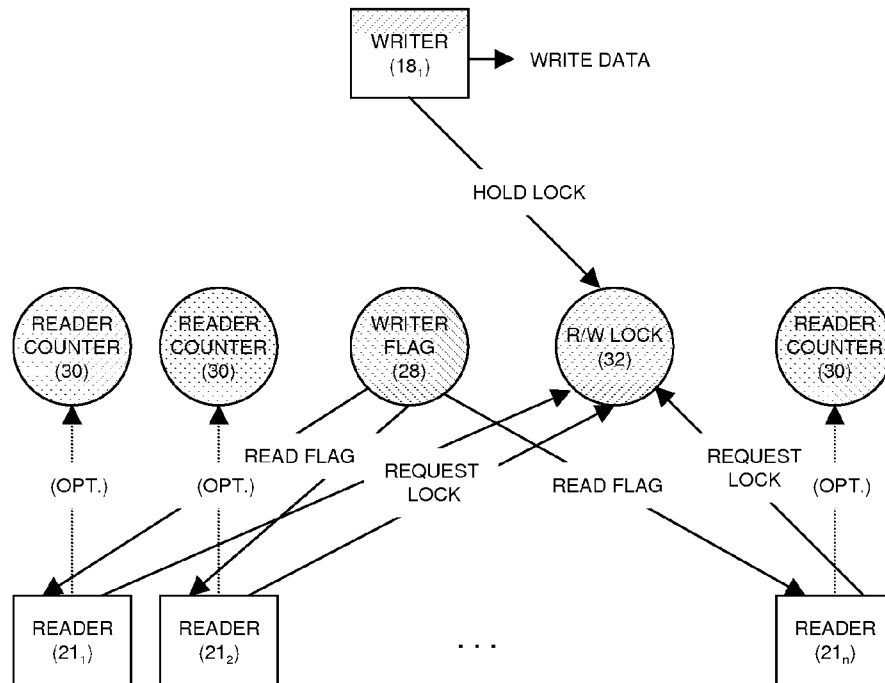 WRITER
(18₁)
WRITE DATA
HOLD LOCK
READER
COUNTER
(30)
READER
COUNTER
(30)
WRITER
FLAG
(28)
R/W LOCK
(32)
READER
COUNTER
(30)
(OPT.)
(OPT.)
READ FLAG
REQUEST
LOCK
READ FLAG
REQUEST
LOCK
(OPT.)
READER
(21₁)
READER
(21₂)
. . .
READER
(21ₙ)